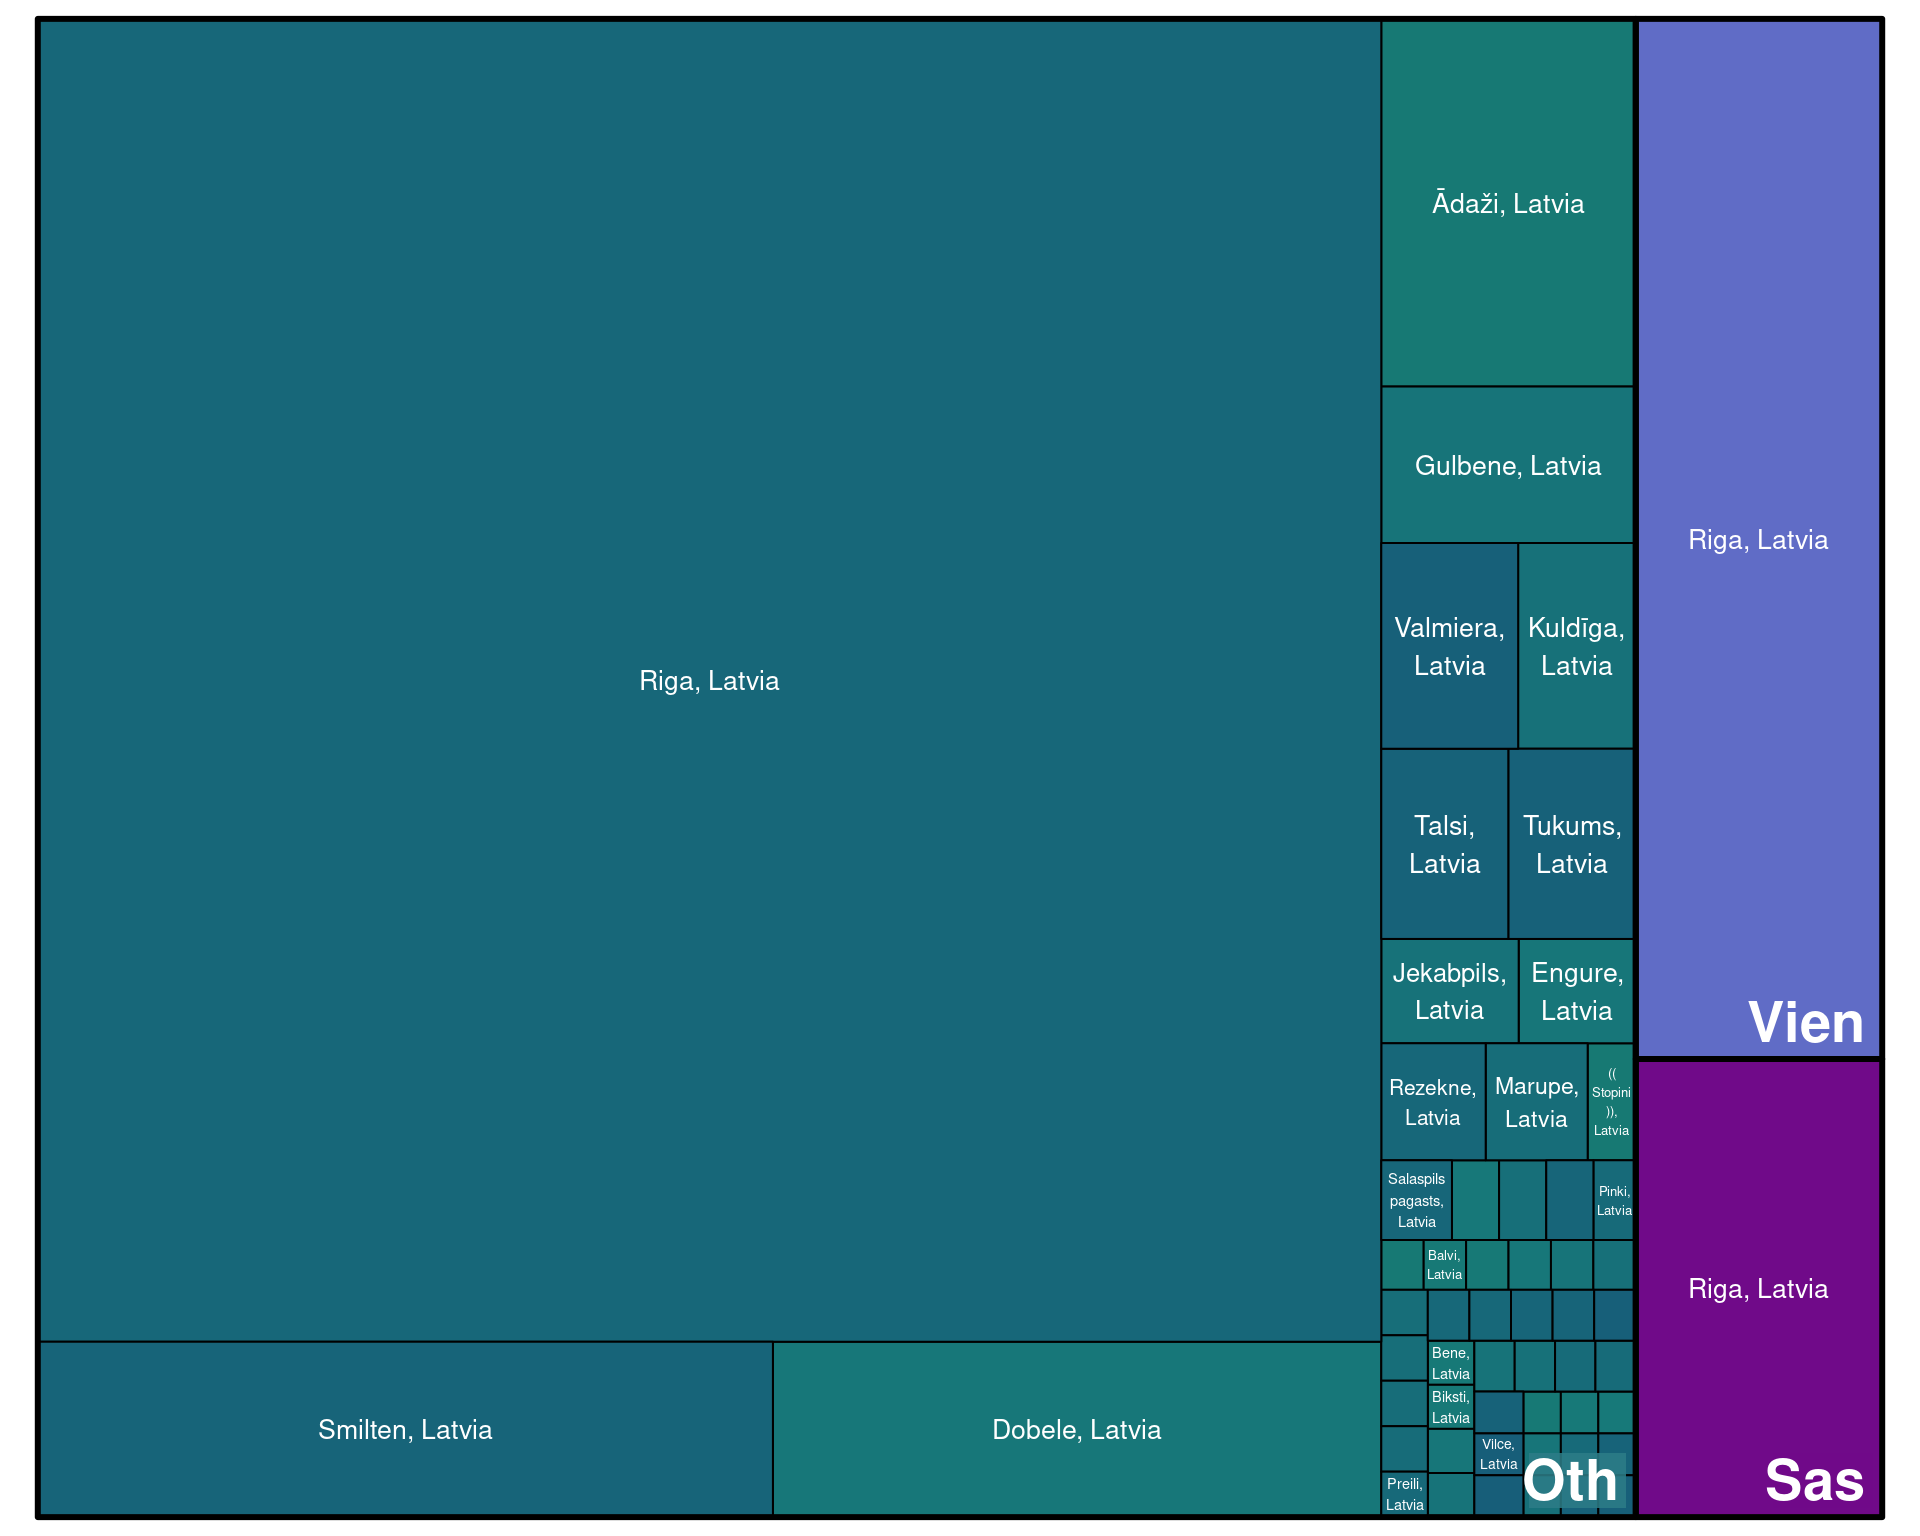 Riga, Latvia
Smilten, Latvia
Dobele, Latvia
Ādaži, Latvia
Gulbene, Latvia
Valmiera,
Latvia
Kuldīga,
Latvia
Talsi,
Latvia
Tukums,
Latvia
Jekabpils,
Latvia
Engure,
Latvia
Rezekne,
Latvia
Marupe,
Latvia
((
Stopini
)),
Latvia
Salaspils
pagasts,
Latvia
Pinki,
Latvia
Balvi,
Latvia
Bene,
Latvia
Biksti,
Latvia
Vilce,
Latvia
Preili,
Latvia
Oth
Riga, Latvia
Vien
Riga, Latvia
Sas